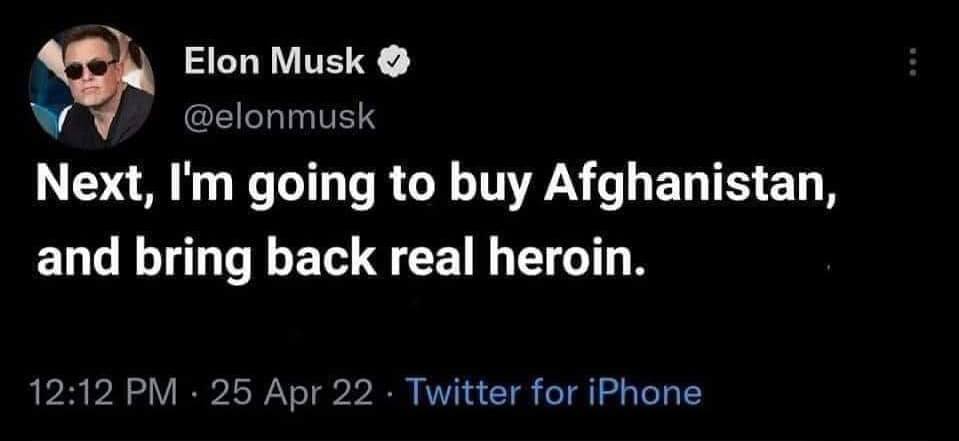 Elon Musk
@elonmusk
Next, I'm going to buy Afghanistan,
and bring back real heroin.
12:12 PM · 25 Apr 22 · Twitter for iPhone